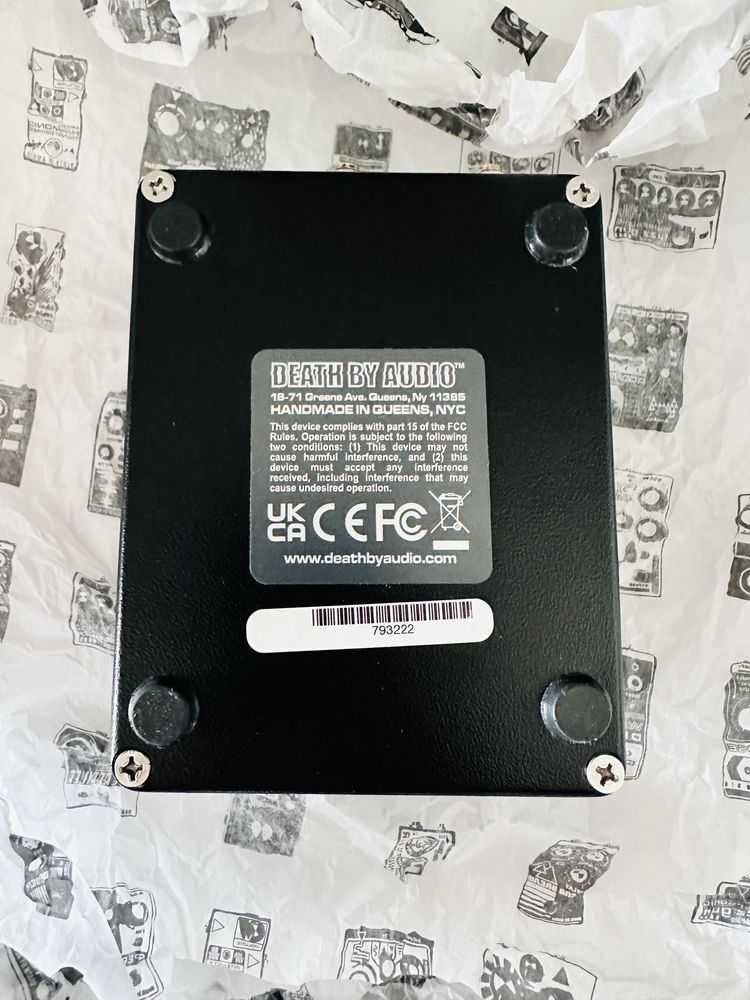 DEATH BY AUDIO™
16-71 Greene Ave. Queens, Ny 11385
HANDMADE IN QUEENS, NYC
This device complies with part 15 of the FCC
Rules. Operation is subject to the following
two conditions: (1) This device may not
cause harmful interference, and (2) this
device must accept any interference
received, including interference that may
cause undesired operation.
UK
CA CE FC
www.deathbyaudio.com
793222